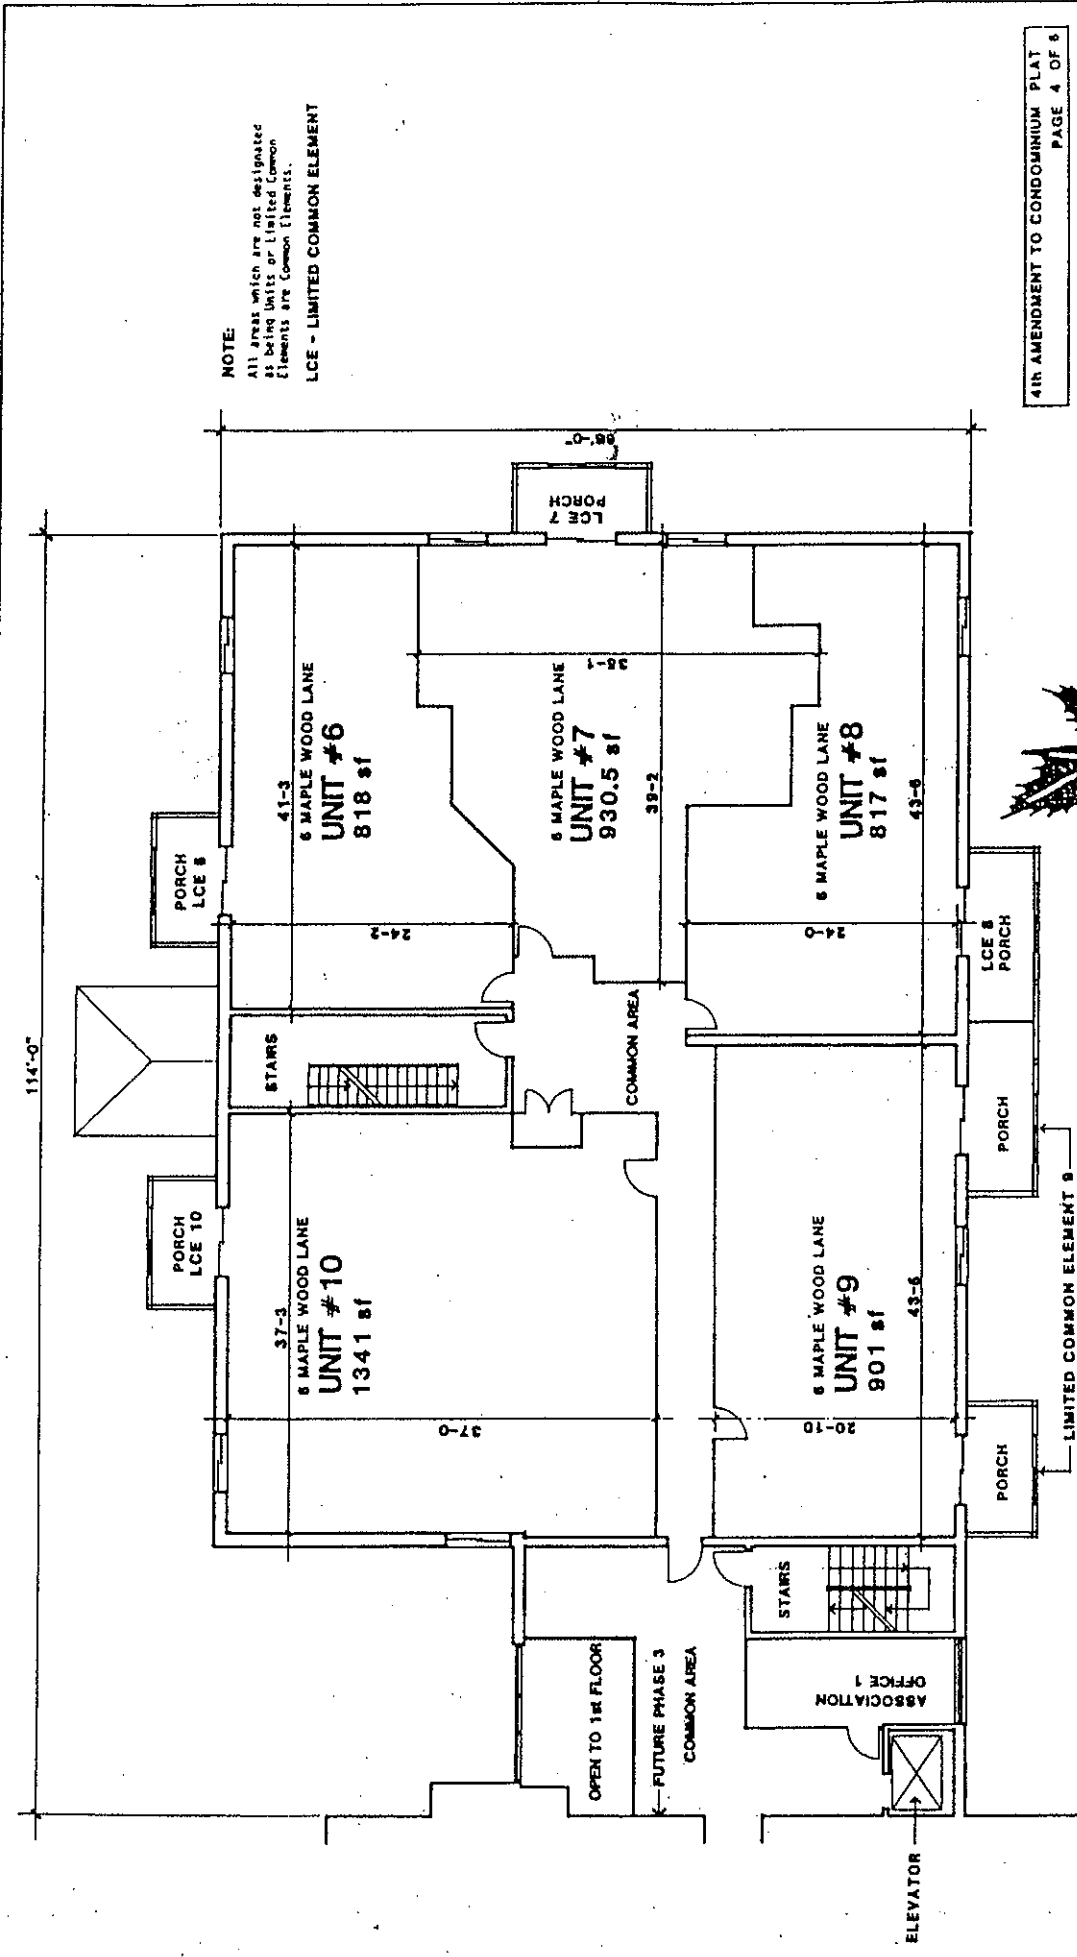 114'-0"
NOTE:
All areas which are not designated
as being Units or Limited Common
Elements are Common Elements.
LCE - LIMITED COMMON ELEMENT
4th AMENDMENT TO CONDOMINIUM PLAT
PAGE 4 OF
66'-0"
PORCH
LCE 10
PORCH
LCE 6
LCE 7
PORCH
STAIRS
37-3
6 MAPLE WOOD LANE
UNIT #10
1341 sf
37-0
41-3
6 MAPLE WOOD LANE
UNIT #6
818 sf
24-2
6 MAPLE WOOD LANE
UNIT #7
930.5 sf
39-2
35-1
COMMON AREA
6 MAPLE WOOD LANE
UNIT #8
817 sf
43-6
24-0
6 MAPLE WOOD LANE
UNIT #9
901 sf
43-6
20-10
OPEN TO 1st FLOOR
FUTURE PHASE 3
COMMON AREA
STAIRS
ASSOCIATION
OFFICE 1
ELEVATOR
PORCH
PORCH
LCE 8
PORCH
LIMITED COMMON ELEMENT 9